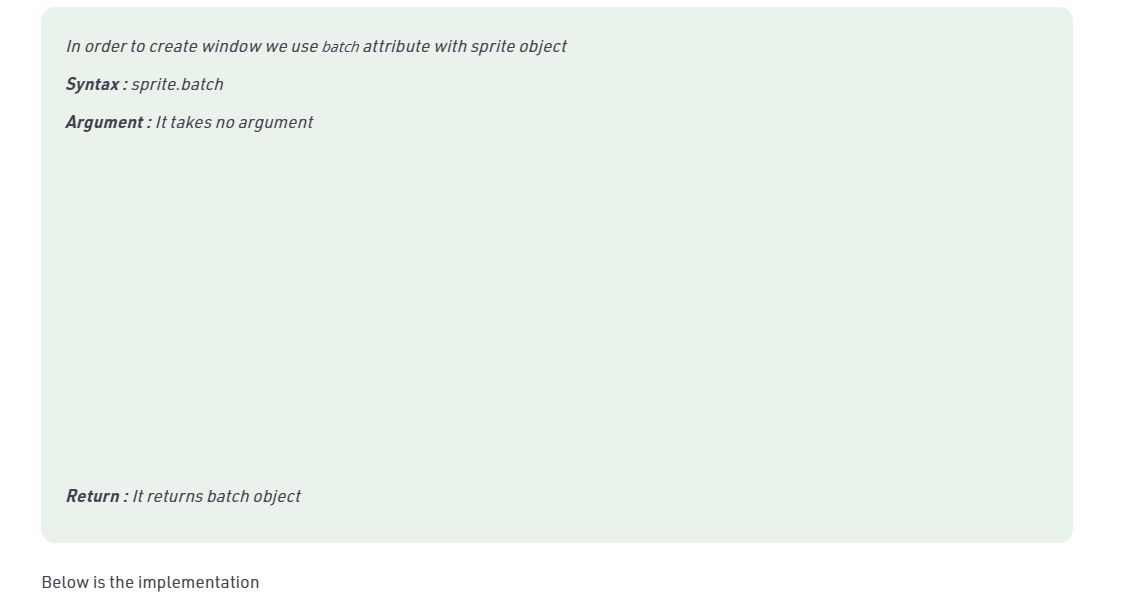 In order to create window we use batch attribute with sprite object
Syntax : sprite.batch
Argument : It takes no argument
Return : It returns batch object
Below is the implementation